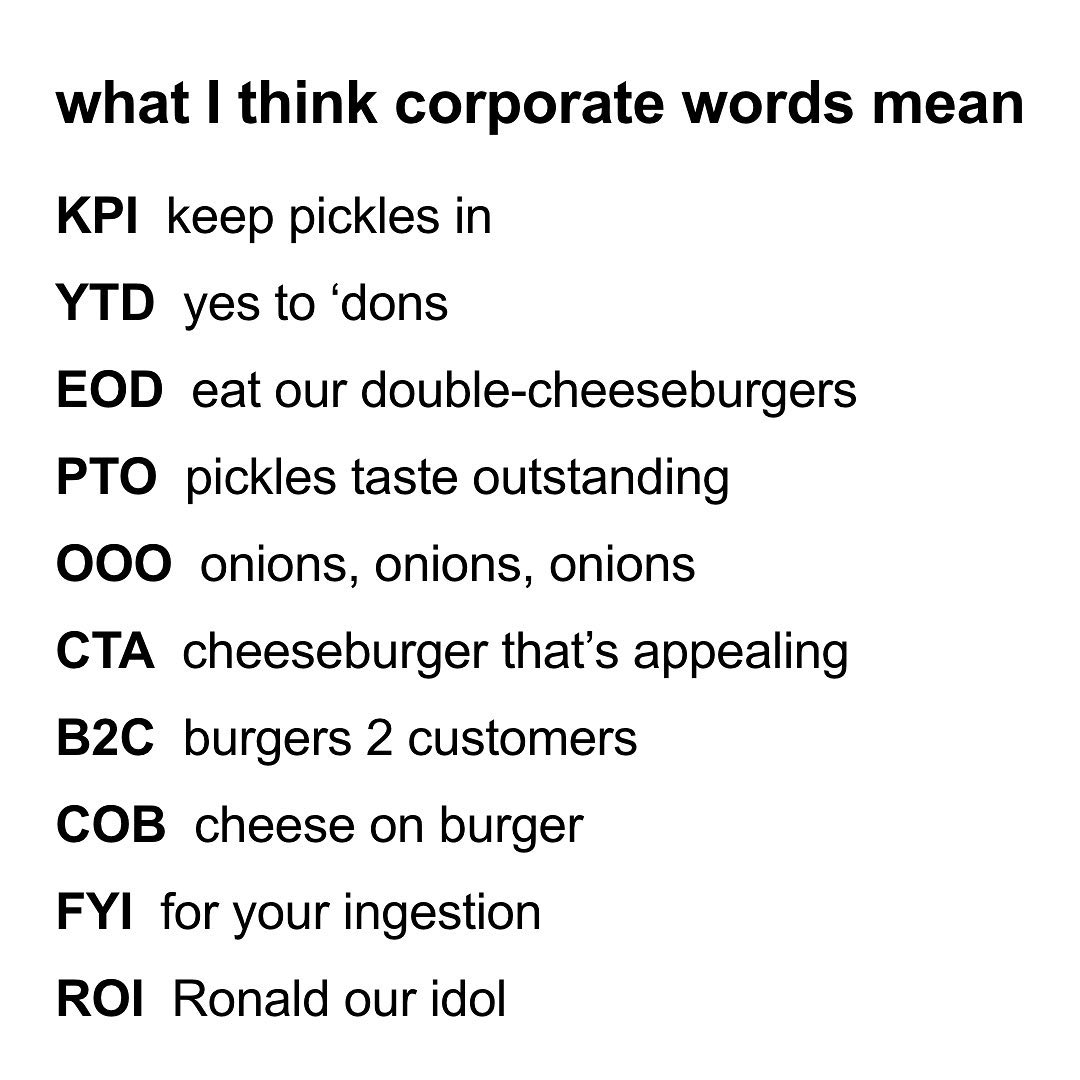 what I think corporate words mean
KPI keep pickles in
YTD yes to ‘dons
EOD eat our double-cheeseburgers
PTO pickles taste outstanding
OOO onions, onions, onions
CTA cheeseburger that’s appealing
B2C burgers 2 customers
COB cheese on burger
FYI for your ingestion
ROI Ronald our idol